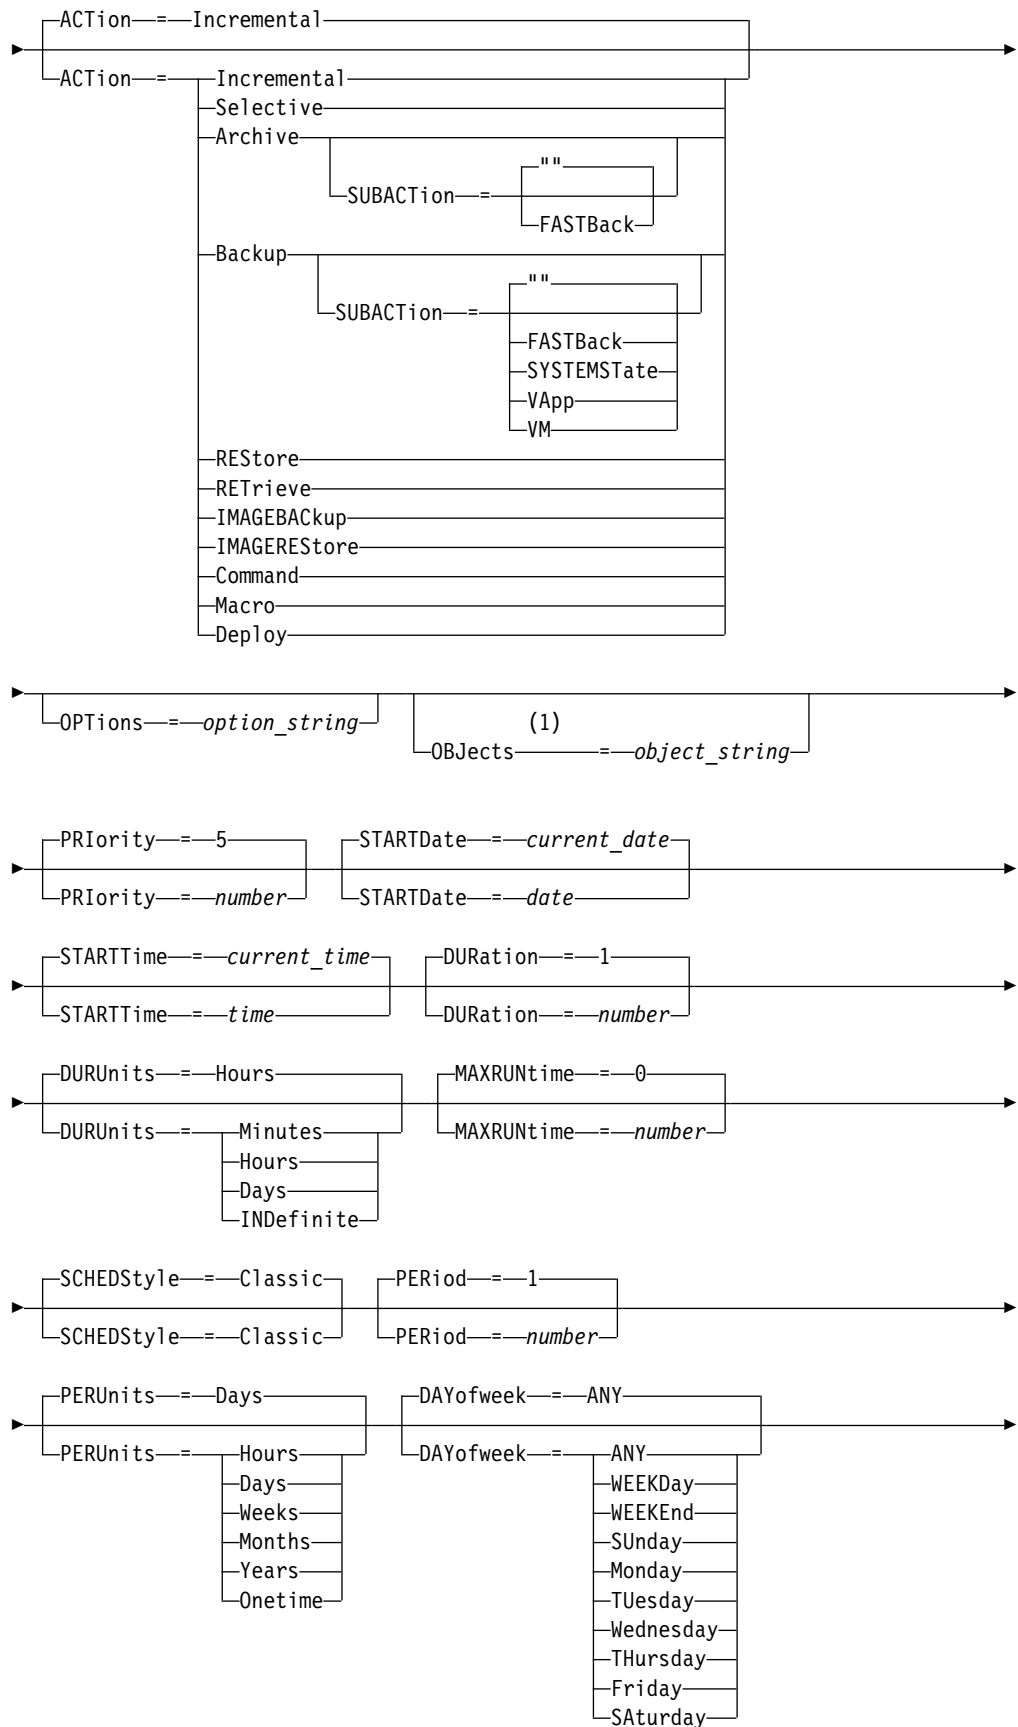 ACTion = Incremental
ACTion = Incremental
Selective
Archive
""
SUBACTion =
FASTBack
Backup
""
SUBACTion =
FASTBack
SYSTEMSTate
VApp
VM
REStore
RETrieve
IMAGEBACkup
IMAGEREStore
Command
Macro
Deploy
OPTions = option_string
(1)
OBJects = object_string
PRIority = 5
STARTDate = current_date
PRIority = number
STARTDate = date
STARTTime = current_time
DURation = 1
STARTTime = time
DURation = number
DURUnits = Hours
MAXRUNtime = 0
DURUnits = Minutes
MAXRUNtime = number
Hours
Days
INDefinite
SCHEDStyle = Classic
PERiod = 1
SCHEDStyle = Classic
PERiod = number
PERUnits = Days
DAYofweek = ANY
PERUnits = Hours
DAYofweek = ANY
Days
WEEKDay
Weeks
WEEKEnd
Months
SUnday
Years
Monday
Onetime
TUesday
Wednesday
THursday
Friday
SAturday